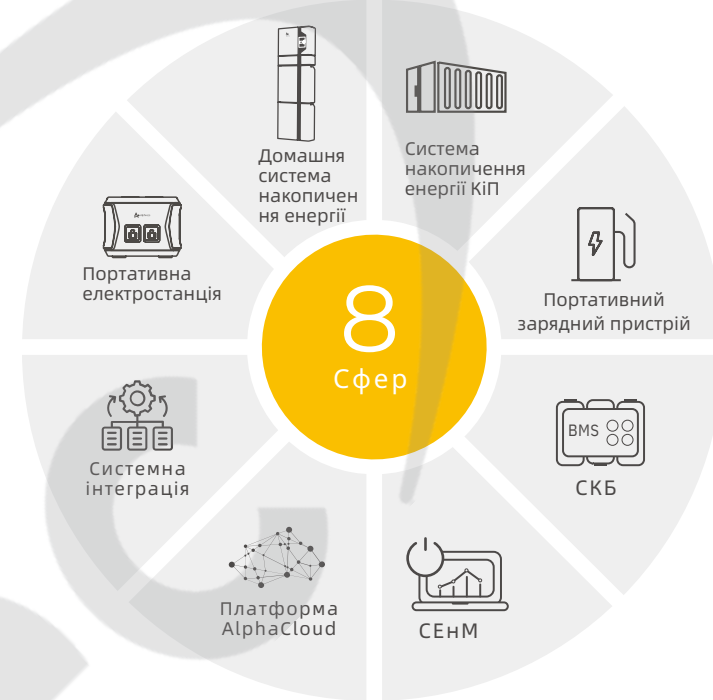 Домашня
система
накопичен
ня енергії
Система
накопичення
енергії КіП
Портативна
електростанція
Портативний
зарядний пристрій
8
Сфер
Системна
інтеграція
BMS
СКБ
Платформа
AlphaCloud
СЕнМ